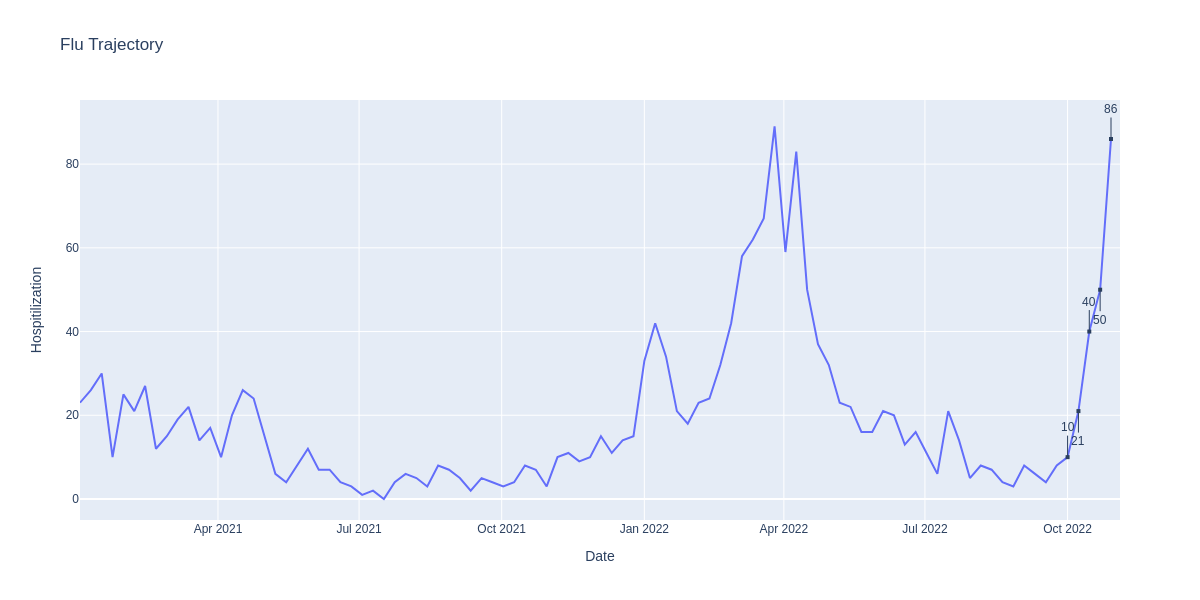 Flu Trajectory
Hospitilization
80
60
40
20
0
86
40
50
10
21
Apr 2021
Jul 2021
Oct 2021
Jan 2022
Apr 2022
Jul 2022
Oct 2022
Date